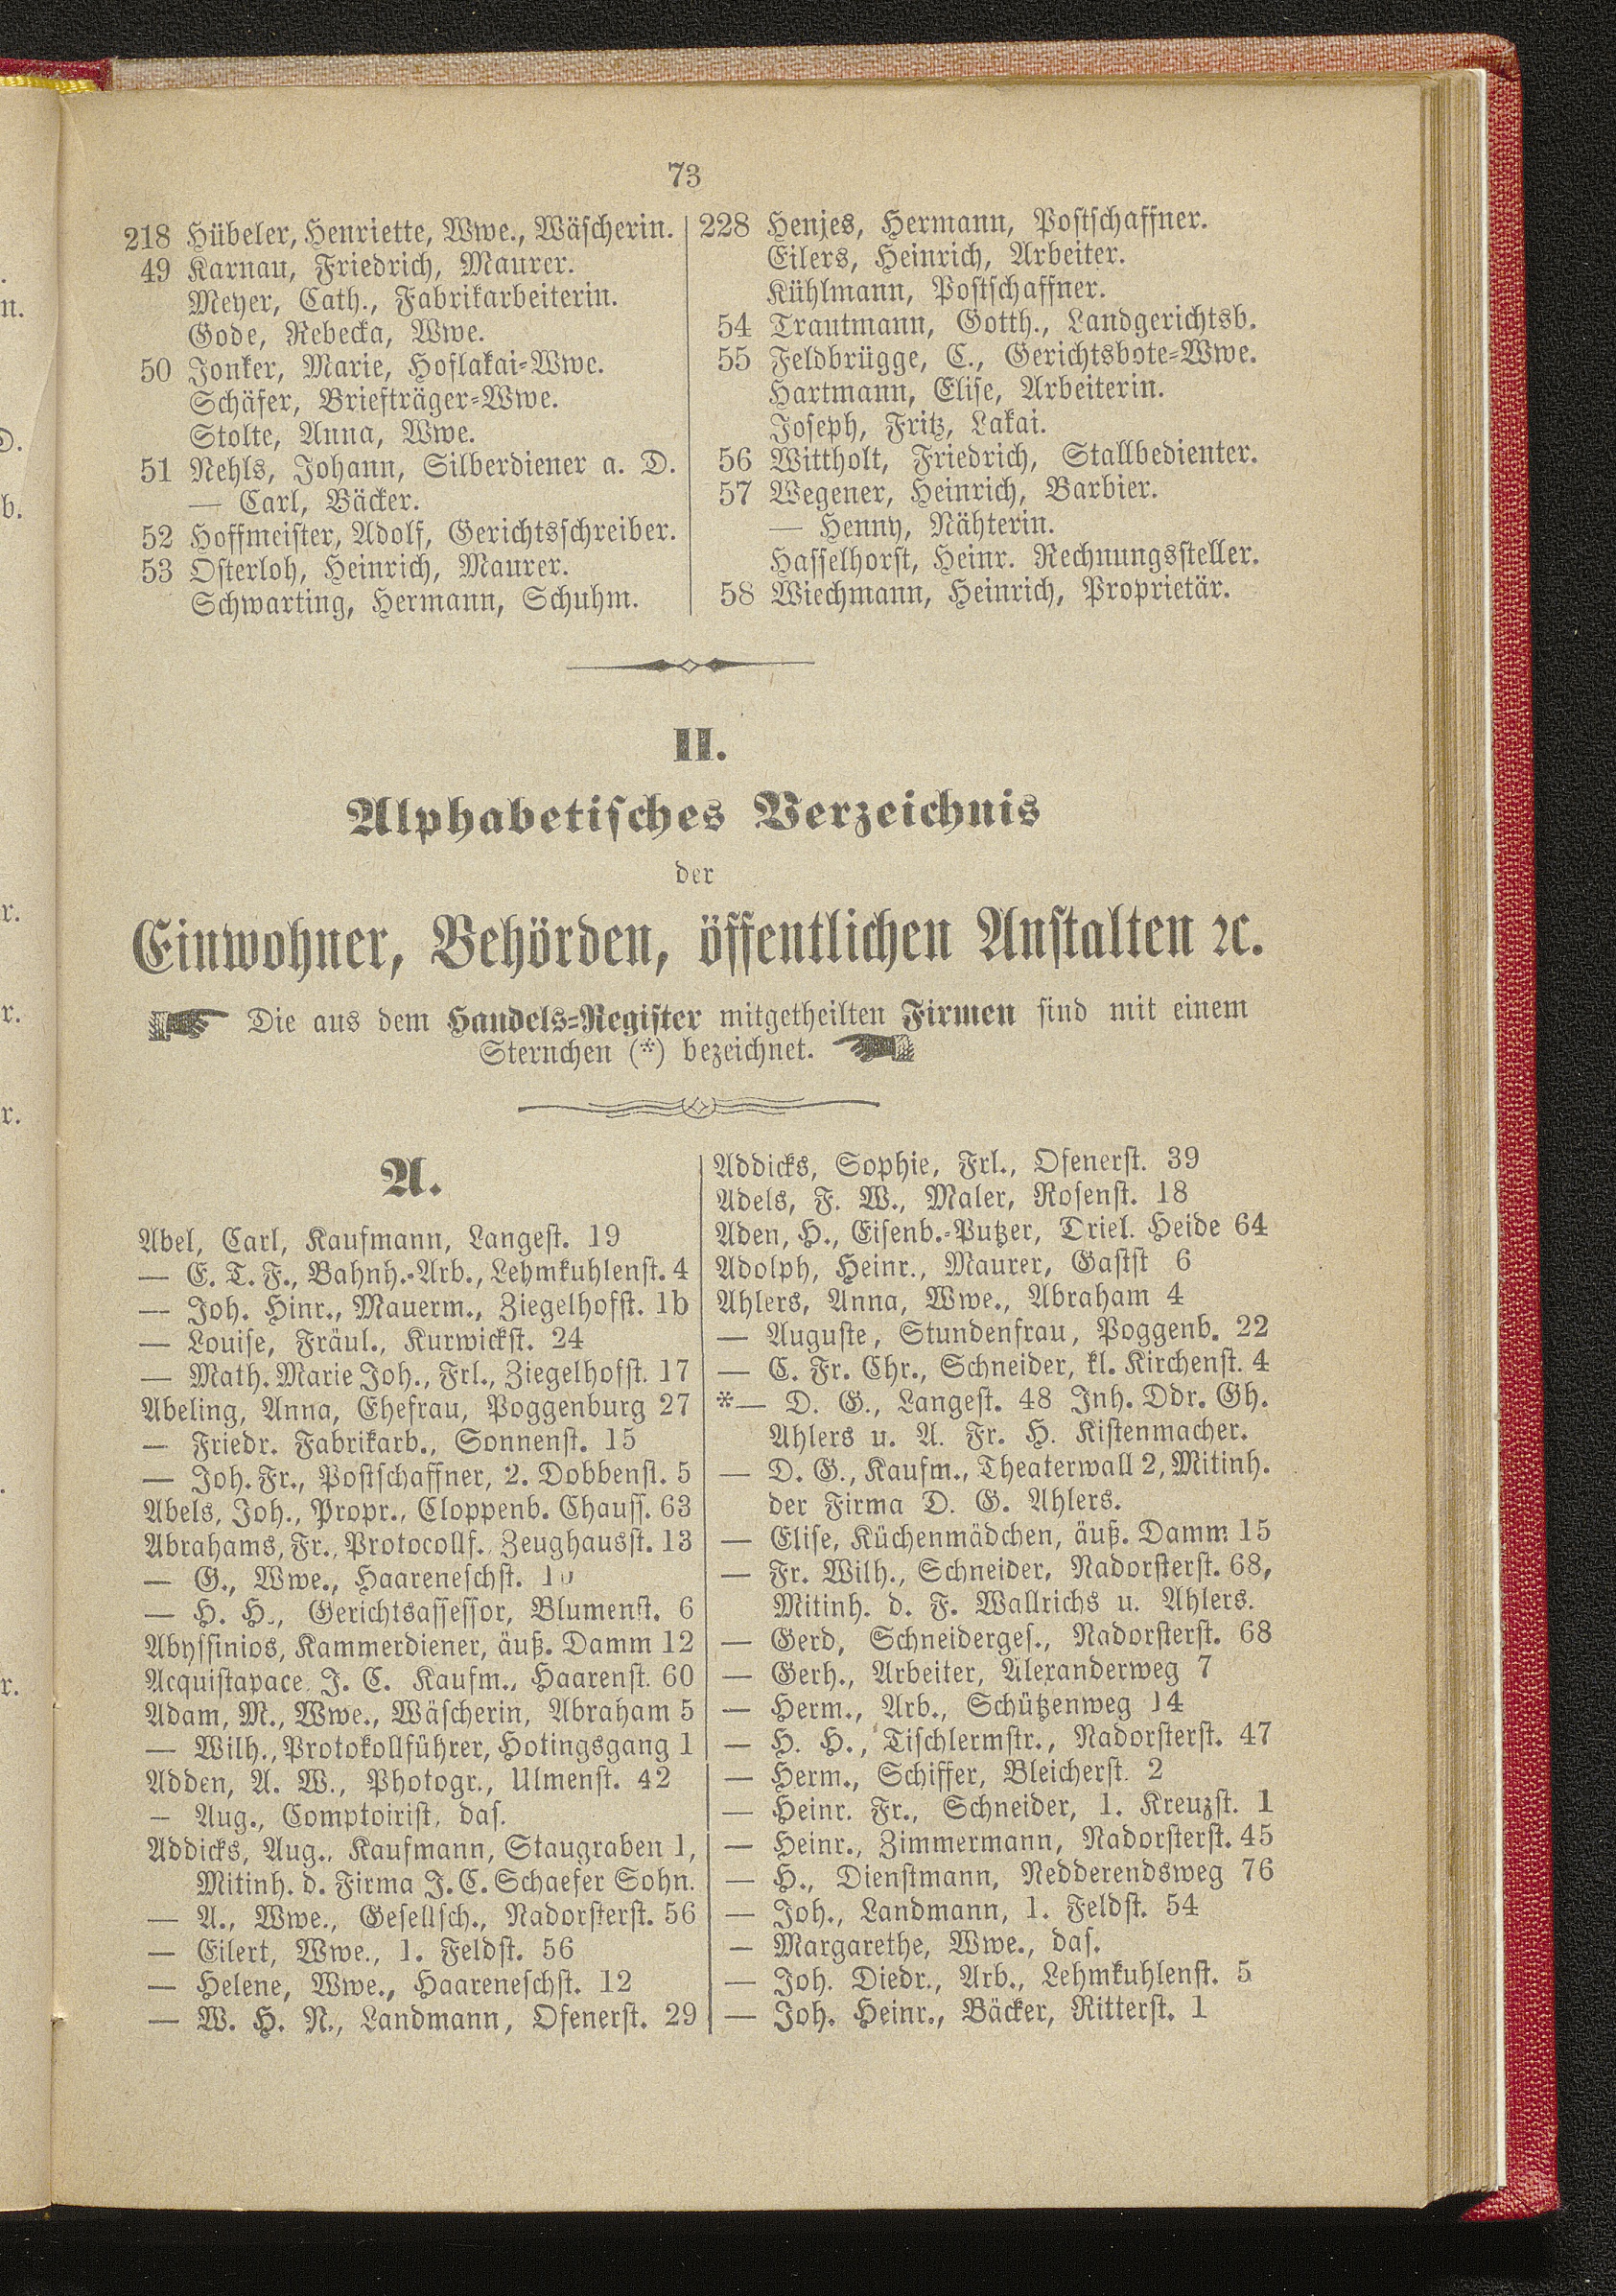 73
218 Hübeler, Henriette, Wwe., Wäscherin.
49 Karnau, Friedrich, Maurer.
Meyer, Cath., Fabrikarbeiterin.
Gode, Rebecka, Wwe.
50 Jonker, Marie, Hoflakai-Wwe.
Schäfer, Briefträger-Wwe.
Stolte, Anna, Wwe.
51 Nehls, Johann, Silberdiener a. D.
— Carl, Bäcker.
52 Hoffmeister, Adolf, Gerichtsschreiber.
53 Osterloh, Heinrich, Maurer.
Schwarting, Hermann, Schuhm.
228 Henjes, Hermann, Postschaffner.
Eilers, Heinrich, Arbeiter.
Kühlmann, Postschaffner.
54 Trautmann, Gotth., Landgerichtsb.
55 Feldbrügge, C., Gerichtsbote-Wwe.
Hartmann, Elise, Arbeiterin.
Joseph, Fritz, Lakai.
56 Wittholt, Friedrich, Stallbedienter.
57 Wegener, Heinrich, Barbier.
— Henny, Nähterin.
Hasselhorst, Heinr. Rechnungssteller.
58 Wiechmann, Heinrich, Proprietär.
II.
Alphabetisches Verzeichnis
der
Einwohner, Behörden, öffentlichen Anstalten ꝛc.
Die aus dem Handels-Register mitgetheilten Firmen sind mit einem
Sternchen (*) bezeichnet.
A.
Abel, Carl, Kaufmann, Langest. 19
— E. T. F., Bahnh.-Arb., Lehmkuhlenst. 4
— Joh. Hinr., Mauerm., Ziegelhofst. 1b
— Louise, Fräul., Kurwickst. 24
— Math. Marie Joh., Frl., Ziegelhofst. 17
Abeling, Anna, Ehefrau, Poggenburg 27
— Friedr. Fabrikarb., Sonnenst. 15
— Joh. Fr., Postschaffner, 2. Dobbenst. 5
Abels, Joh., Propr., Cloppenb. Chauss. 63
Abrahams, Fr., Protocollf., Zeughausst. 13
— G., Wwe., Haareneschst.
— H. H., Gerichtsassessor, Blumenst. 6
Abyssinios, Kammerdiener, äuß. Damm 12
Acquistapace, J. C. Kaufm., Haarenst. 60
Adam, M., Wwe., Wäscherin, Abraham 5
— Wilh., Protokollführer, Hotingsgang 1
Adden, A. W., Photogr., Ulmenst. 42
— Aug., Comptoirist, das.
Addicks, Aug., Kaufmann, Staugraben 1,
Mitinh. d. Firma J. C. Schaefer Sohn.
— A., Wwe., Gesellsch., Nadorsterst. 56
— Eilert, Wwe., 1. Feldst. 56
— Helene, Wwe., Haareneschst. 12
— W. H. N., Landmann, Ofenerst. 29
Addicks, Sophie, Frl., Ofenerst. 39
Adels, F. W., Maler, Rosenst. 18
Aden, H., Eisenb.-Putzer, Driel. Heide 64
Adolph, Heinr., Maurer, Gastst 6
Ahlers, Anna, Wwe., Abraham 4
— Auguste, Stundenfrau, Poggenb. 22
— C. Fr. Chr., Schneider, kl. Kirchenst. 4
*— D. G., Langest. 48 Inh. Ddr. Gh.
Ahlers u. A. Fr. H. Kistenmacher.
— D. G., Kaufm., Theaterwall 2, Mitinh.
der Firma D. G. Ahlers.
— Elise, Küchenmädchen, äuß. Damm 15
— Fr. Wilh., Schneider, Nadorsterst. 68,
Mitinh. d. F. Wallrichs u. Ahlers.
— Gerd, Schneiderges., Nadorsterst. 68
— Gerh., Arbeiter, Alexanderweg 7
— Herm., Arb., Schützenweg 14
— H. H., Tischlermstr., Nadorsterst. 47
— Herm., Schiffer, Bleicherst. 2
— Heinr. Fr., Schneider, 1. Kreuzst. 1
— Heinr., Zimmermann, Nadorsterst. 45
— H., Dienstmann, Nedderendsweg 76
— Joh., Landmann, 1. Feldst. 54
— Margarethe, Wwe., das.
— Joh. Diedr., Arb., Lehmkuhlenst. 5
— Joh. Heinr., Bäcker, Ritterst. 1